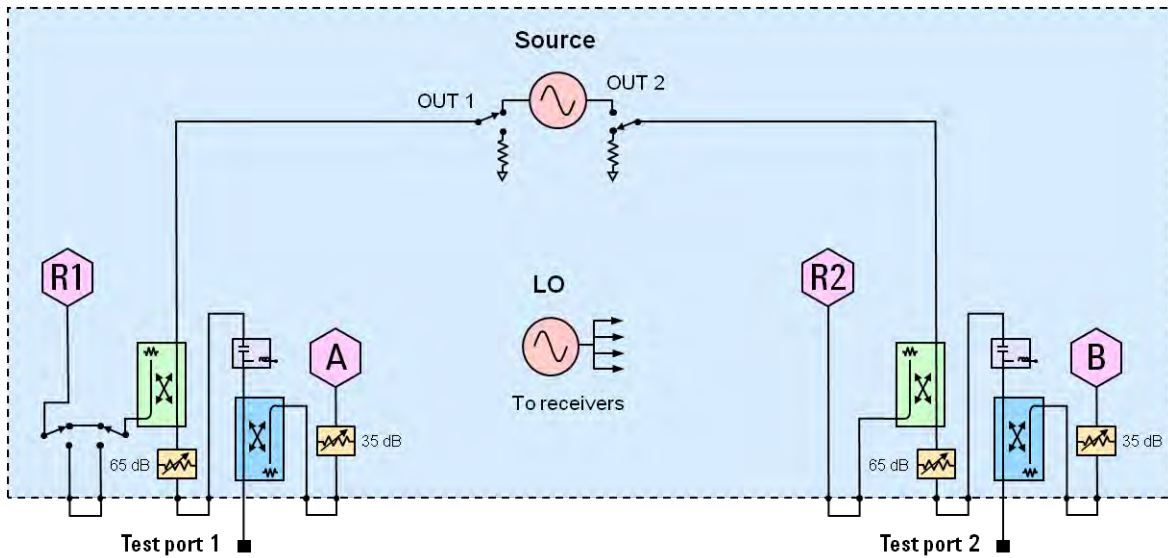 Source
OUT 1
OUT 2
R1
R2
LO
A
B
To receivers
65 dB
35 dB
65 dB
35 dB
Test port 1
Test port 2